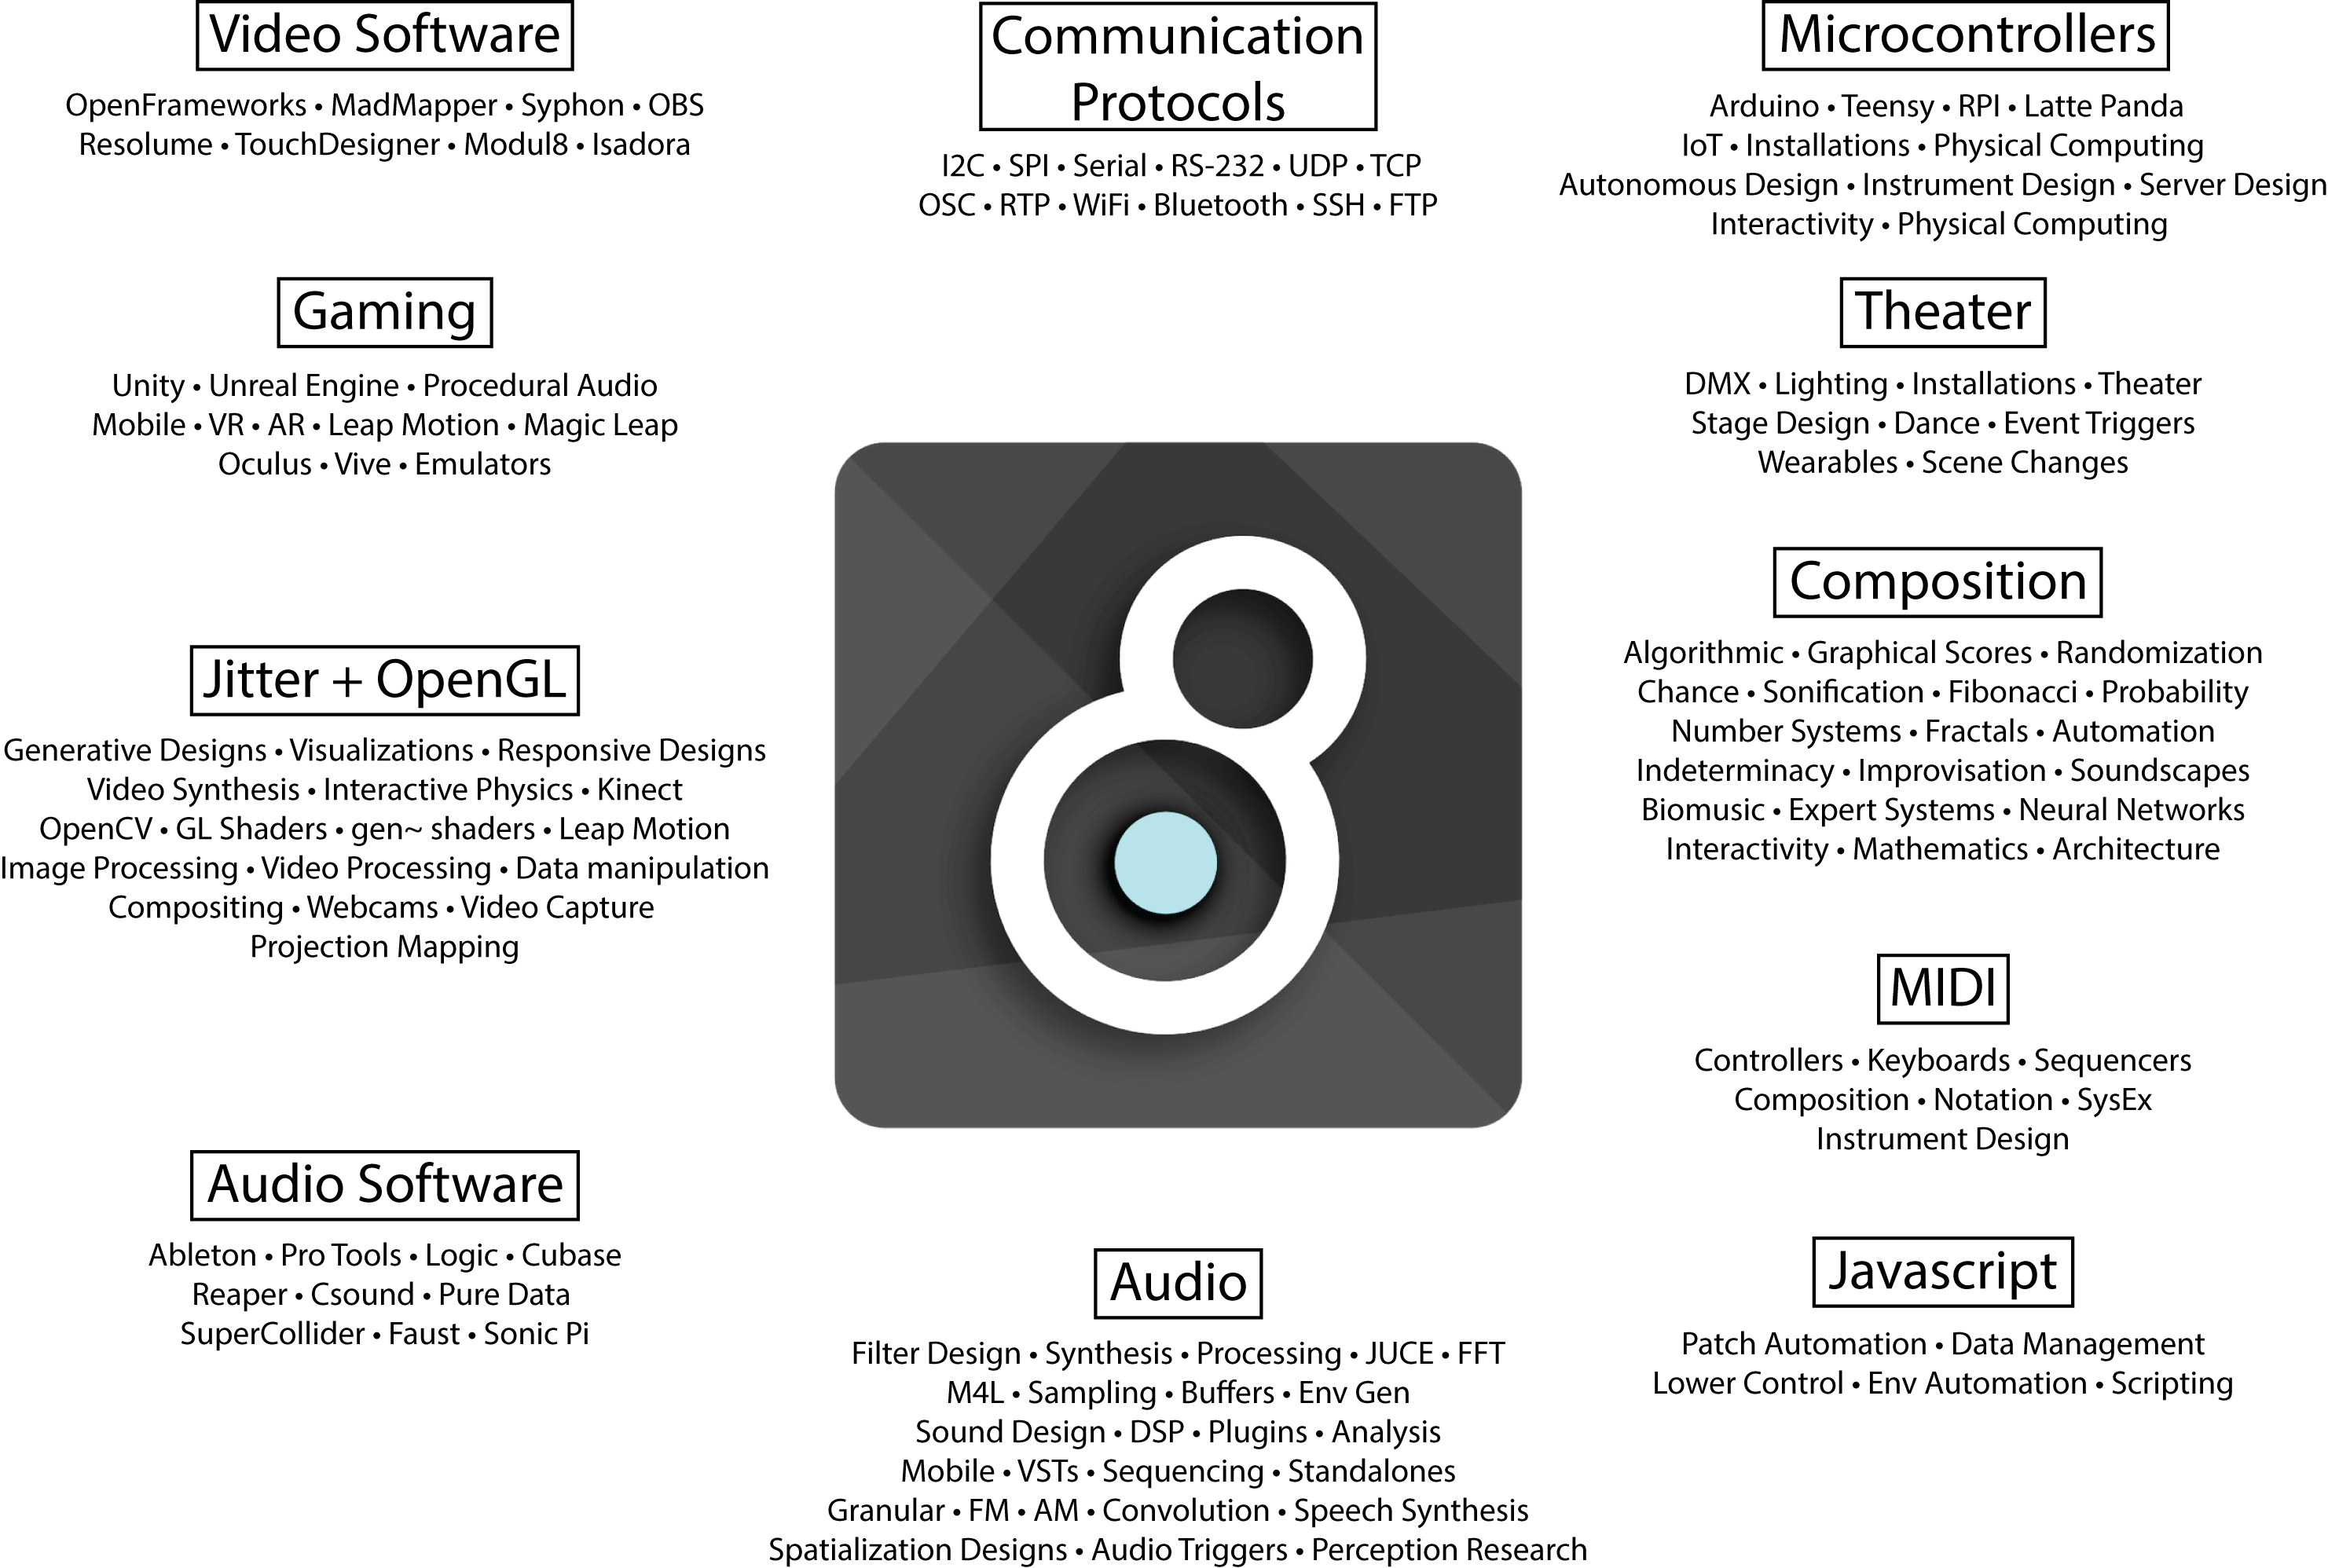 Video Software
OpenFrameworks • MadMapper • Syphon • OBS
Resolume • TouchDesigner • Modul8 • Isadora
Communication
Protocols
I2C • SPI • Serial • RS-232 • UDP • TCP
OSC • RTP • WiFi • Bluetooth • SSH • FTP
Microcontrollers
Arduino • Teensy • RPI • Latte Panda
IoT • Installations • Physical Computing
Autonomous Design • Instrument Design • Server Design
Interactivity • Physical Computing
Gaming
Unity • Unreal Engine • Procedural Audio
Mobile • VR • AR • Leap Motion • Magic Leap
Oculus • Vive • Emulators
Theater
DMX • Lighting • Installations • Theater
Stage Design • Dance • Event Triggers
Wearables • Scene Changes
Jitter + OpenGL
Generative Designs • Visualizations • Responsive Designs
Video Synthesis • Interactive Physics • Kinect
OpenCV • GL Shaders • gen~ shaders • Leap Motion
Image Processing • Video Processing • Data manipulation
Compositing • Webcams • Video Capture
Projection Mapping
8
Composition
Algorithmic • Graphical Scores • Randomization
Chance • Sonification • Fibonacci • Probability
Number Systems • Fractals • Automation
Indeterminacy • Improvisation • Soundscapes
Biomusic • Expert Systems • Neural Networks
Interactivity • Mathematics • Architecture
MIDI
Controllers • Keyboards • Sequencers
Composition • Notation • SysEx
Instrument Design
Audio Software
Ableton • Pro Tools • Logic • Cubase
Reaper • Csound • Pure Data
SuperCollider • Faust • Sonic Pi
Audio
Filter Design • Synthesis • Processing • JUCE • FFT
M4L • Sampling • Buffers • Env Gen
Sound Design • DSP • Plugins • Analysis
Mobile • VSTs • Sequencing • Standalones
Granular • FM • AM • Convolution • Speech Synthesis
Spatialization Designs • Audio Triggers • Perception Research
Javascript
Patch Automation • Data Management
Lower Control • Env Automation • Scripting